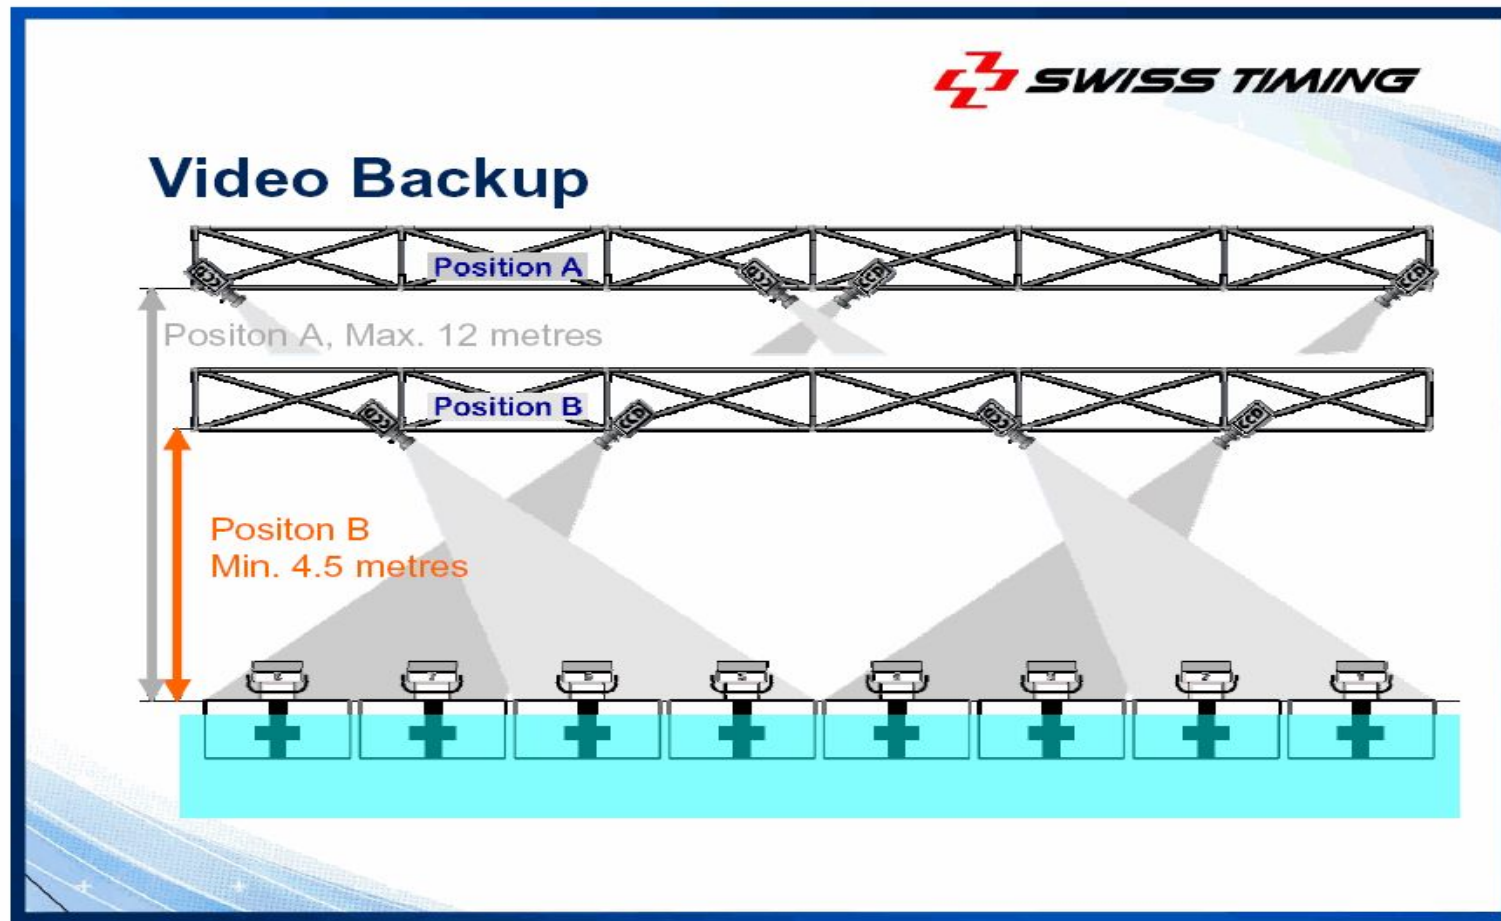 SWISS TIMING
Video Backup
Position A
Positon A, Max. 12 metres
Position B
Positon B
Min. 4.5 metres